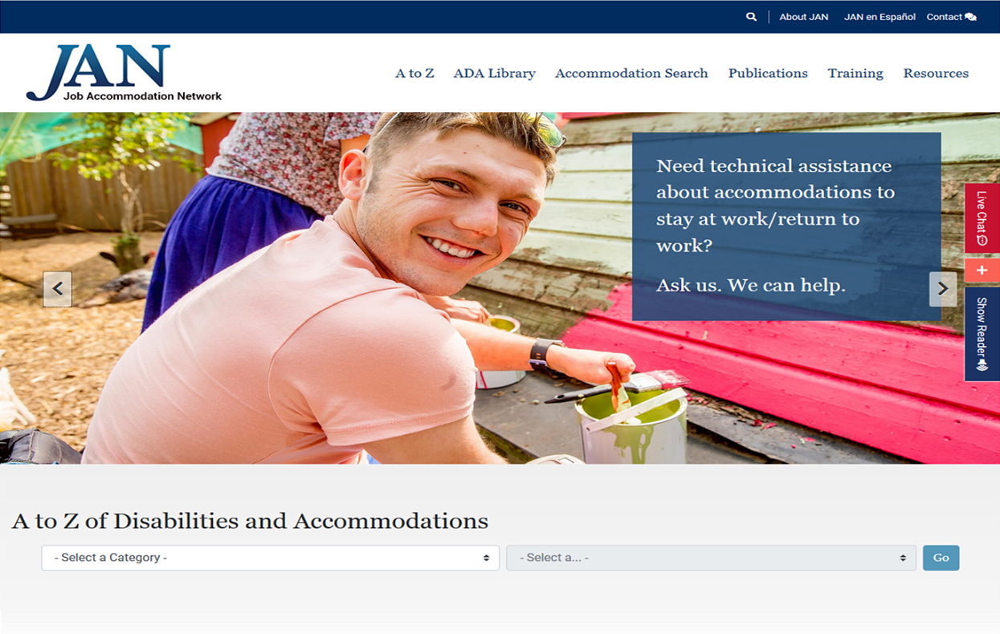 About JAN JAN en Español Contact
JAN
Job Accommodation Network
A to Z ADA Library Accommodation Search Publications Training Resources
Need technical assistance
about accommodations to
stay at work/return to
work?
Ask us. We can help.
Live Chat
+
Show Reader
A to Z of Disabilities and Accommodations
- Select a Category - - Select a... - Go